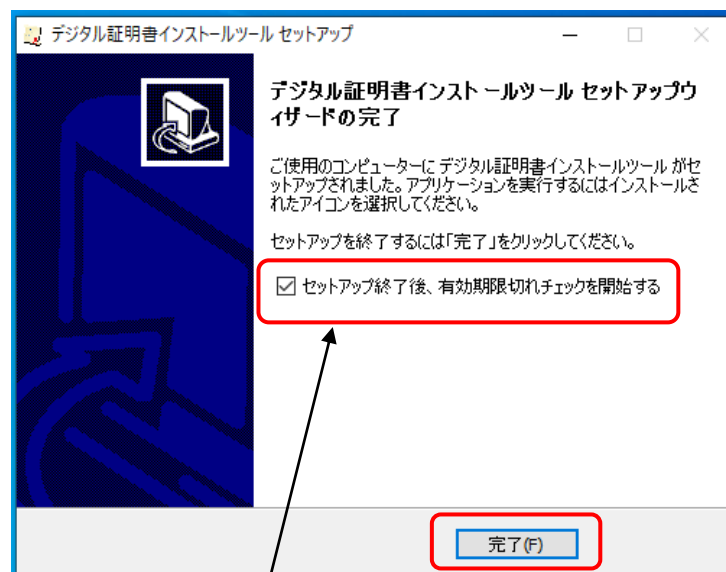 デジタル証明書インストールツール セットアップ
デジタル証明書インストールツール セットアップウ
ィザードの完了
ご使用のコンピューターに デジタル証明書インストールツール がセ
ットアップされました。アプリケーションを実行するにはインストールさ
れたアイコンを選択してください。
セットアップを終了するには「完了」をクリックしてください。
セットアップ終了後、有効期限切れチェックを開始する
完了(F)